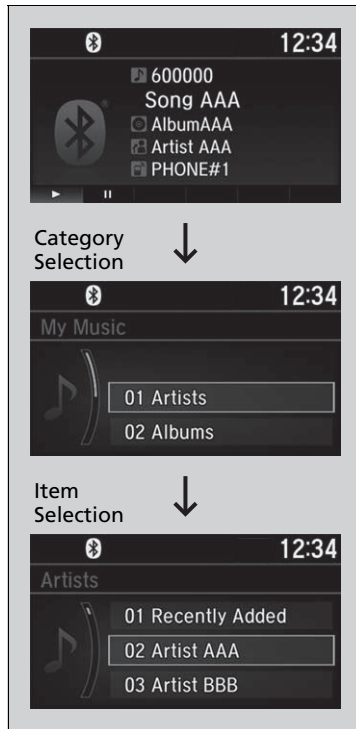 12:34
600000
Song AAA
AlbumAAA
Artist AAA
PHONE#1
Category
Selection
12:34
My Music
01 Artists
02 Albums
Item
Selection
12:34
Artists
01 Recently Added
02 Artist AAA
03 Artist BBB